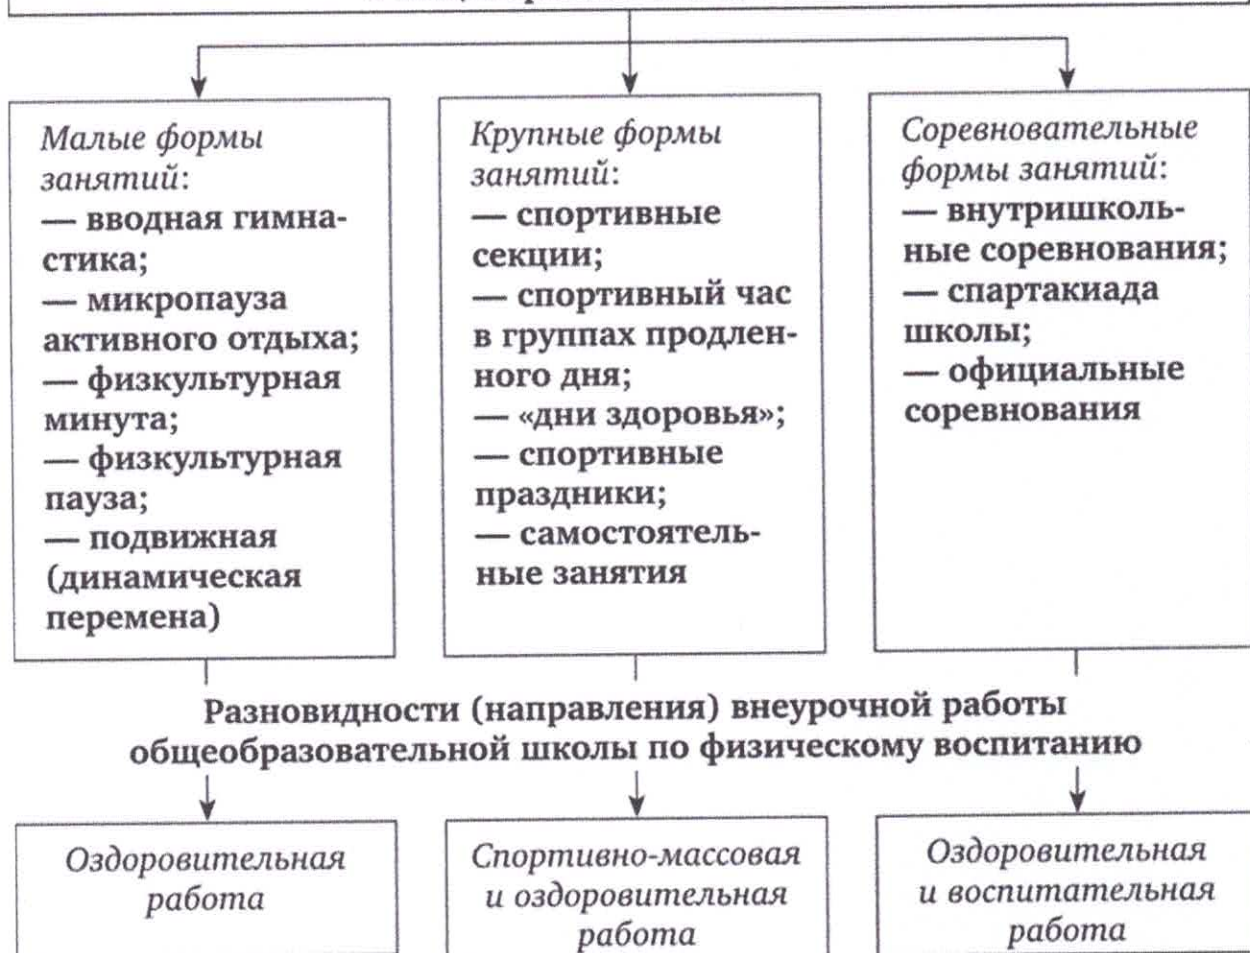 Малые формы
занятий:
— вводная гимна-
стика;
— микропауза
активного отдыха;
— физкультурная
минута;
— физкультурная
пауза;
— подвижная
(динамическая
перемена)
Крупные формы
занятий:
— спортивные
секции;
— спортивный час
в группах продлен-
ного дня;
— «дни здоровья»;
— спортивные
праздники;
— самостоятель-
ные занятия
Соревновательные
формы занятий:
— внутришколь-
ные соревнования;
— спартакиада
школы;
— официальные
соревнования
Разновидности (направления) внеурочной работы
общеобразовательной школы по физическому воспитанию
Оздоровительная
работа
Спортивно-массовая
и оздоровительная
работа
Оздоровительная
и воспитательная
работа